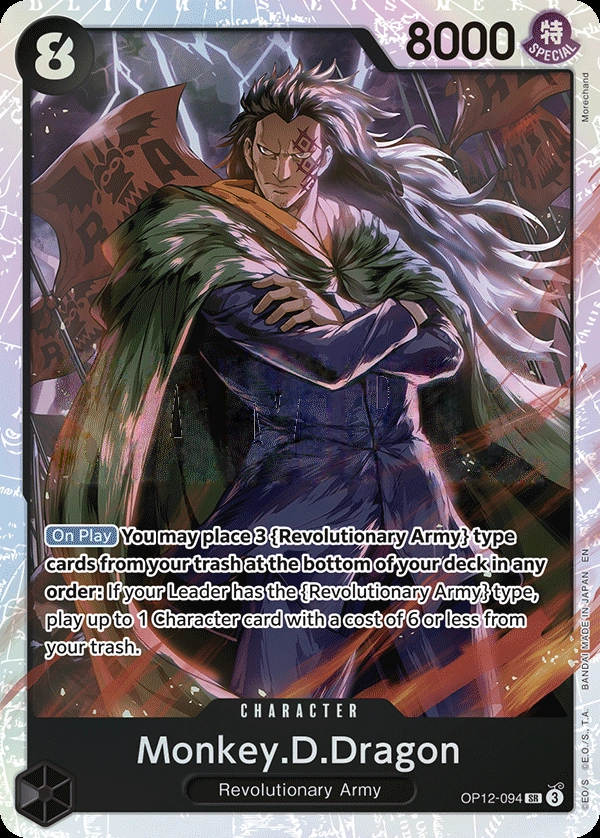 8
8000
特
SPECIAL
Morechand
R A
On Play You may place 3 {Revolutionary Army} type
cards from your trash at the bottom of your deck in any
order: If your Leader has the {Revolutionary Army} type,
play up to 1 Character card with a cost of 6 or less from
your trash.
BANDAI MADE IN JAPAN EN
©E.O./S., T.A.
©EO/S
CHARACTER
Monkey.D.Dragon
Revolutionary Army
OP12-094 SR 3